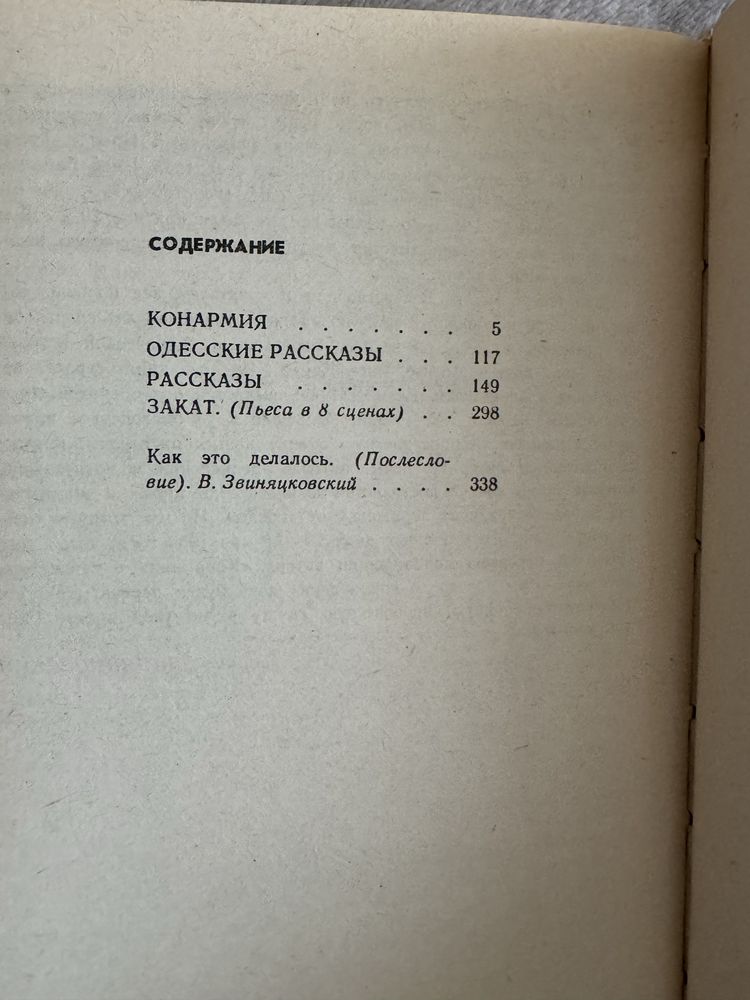 СОДЕРЖАНИЕ
КОНАРМИЯ . . . . . . . 5
ОДЕССКИЕ РАССКАЗЫ . . . 117
РАССКАЗЫ . . . . . . . 149
ЗАКАТ. (Пьеса в 8 сценах) . . 298
Как это делалось. (Послесло-
вие). В. Звиняцковский . . . . 338